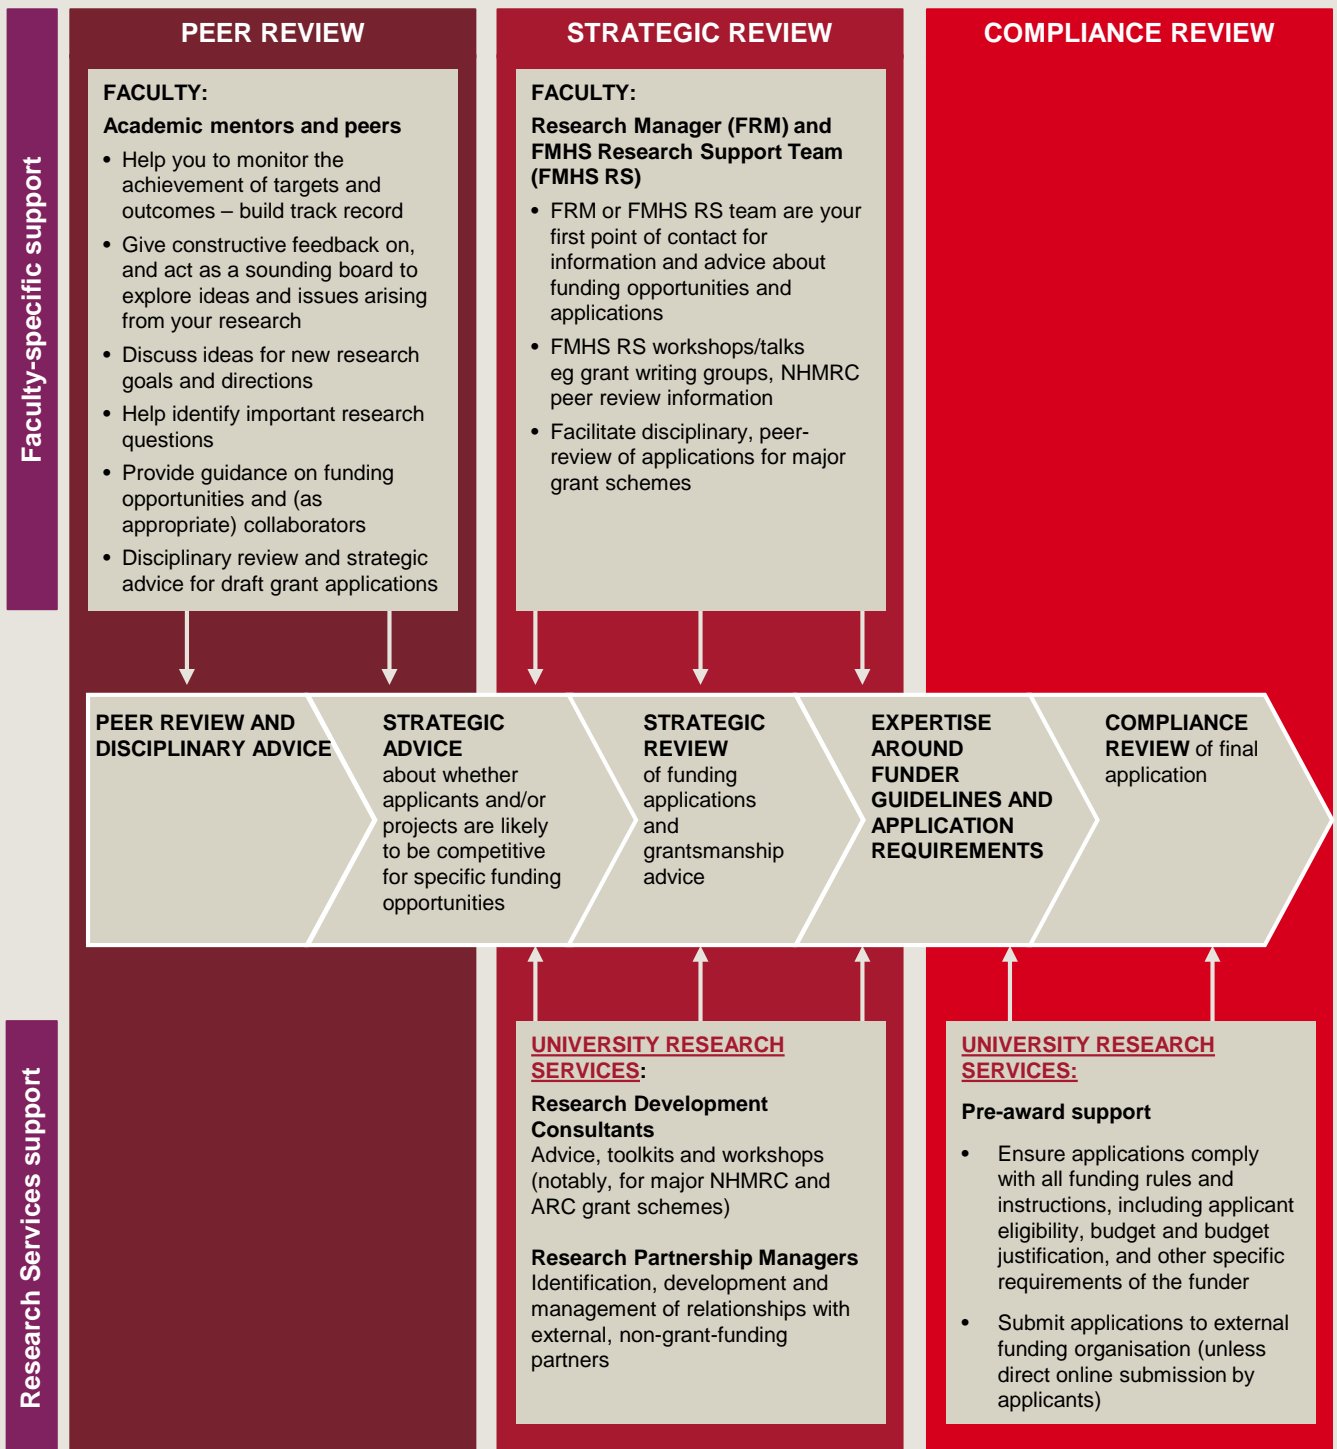 PEER REVIEW
STRATEGIC REVIEW
COMPLIANCE REVIEW
Faculty-specific support
FACULTY:
Academic mentors and peers
• Help you to monitor the
achievement of targets and
outcomes – build track record
• Give constructive feedback on,
and act as a sounding board to
explore ideas and issues arising
from your research
• Discuss ideas for new research
goals and directions
• Help identify important research
questions
• Provide guidance on funding
opportunities and (as
appropriate) collaborators
• Disciplinary review and strategic
advice for draft grant applications
FACULTY:
Research Manager (FRM) and
FMHS Research Support Team
(FMHS RS)
• FRM or FMHS RS team are your
first point of contact for
information and advice about
funding opportunities and
applications
• FMHS RS workshops/talks
eg grant writing groups, NHMRC
peer review information
• Facilitate disciplinary, peer-
review of applications for major
grant schemes
PEER REVIEW AND
DISCIPLINARY ADVICE
STRATEGIC
ADVICE
about whether
applicants and/or
projects are likely
to be competitive
for specific funding
opportunities
STRATEGIC
REVIEW
of funding
applications
and
grantsmanship
advice
EXPERTISE
AROUND
FUNDER
GUIDELINES AND
APPLICATION
REQUIREMENTS
COMPLIANCE
REVIEW of final
application
Research Services support
UNIVERSITY RESEARCH
SERVICES:
Research Development
Consultants
Advice, toolkits and workshops
(notably, for major NHMRC and
ARC grant schemes)
Research Partnership Managers
Identification, development and
management of relationships with
external, non-grant-funding
partners
UNIVERSITY RESEARCH
SERVICES:
Pre-award support
• Ensure applications comply
with all funding rules and
instructions, including applicant
eligibility, budget and budget
justification, and other specific
requirements of the funder
• Submit applications to external
funding organisation (unless
direct online submission by
applicants)